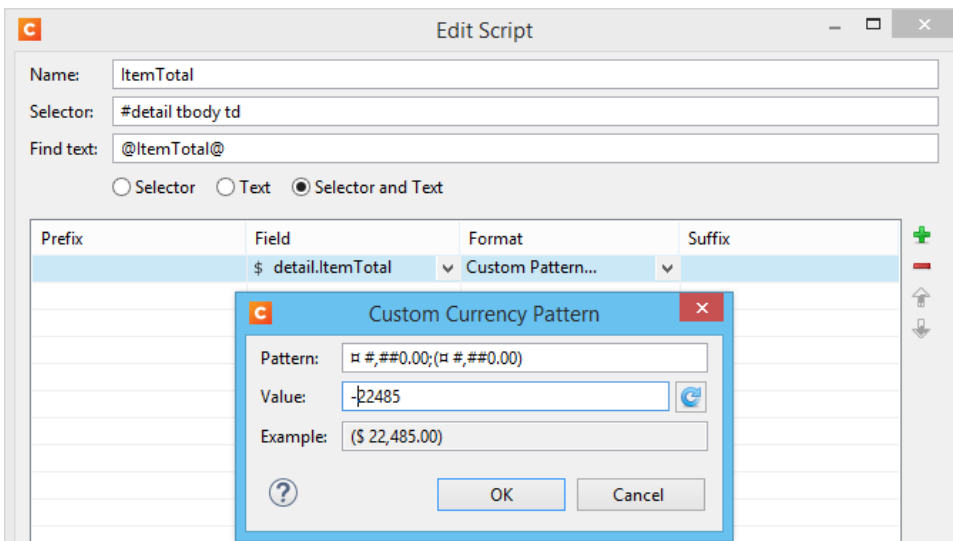 C Edit Script
Name: ItemTotal
Selector: #detail tbody td
Find text: @ItemTotal@
Selector Text Selector and Text
Prefix Field Format Suffix
$ detail.ItemTotal Custom Pattern...
C Custom Currency Pattern
Pattern: ¤ #,##0.00;(¤ #,##0.00)
Value: -22485
Example: ($ 22,485.00)
? OK Cancel